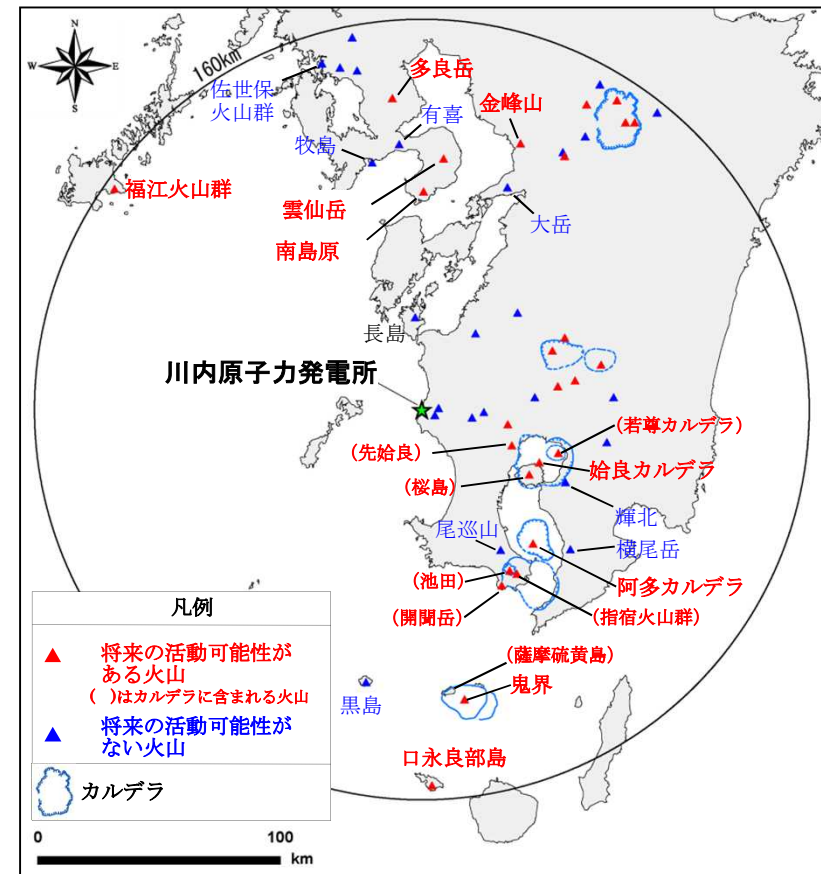 N
W
E
S
160km
佐世保
火山群
多良岳
有喜
金峰山
牧島
福江火山群
雲仙岳
南島原
大岳
長島
川内原子力発電所
(若尊カルデラ)
(先姶良)
姶良カルデラ
(桜島)
輝北
尾巡山
横尾岳
(池田)
阿多カルデラ
(開聞岳)
(指宿火山群)
(薩摩硫黄島)
鬼界
黒島
口永良部島
凡例
将来の活動可能性が
ある火山
( )はカルデラに含まれる火山
将来の活動可能性が
ない火山
カルデラ
0
100
km